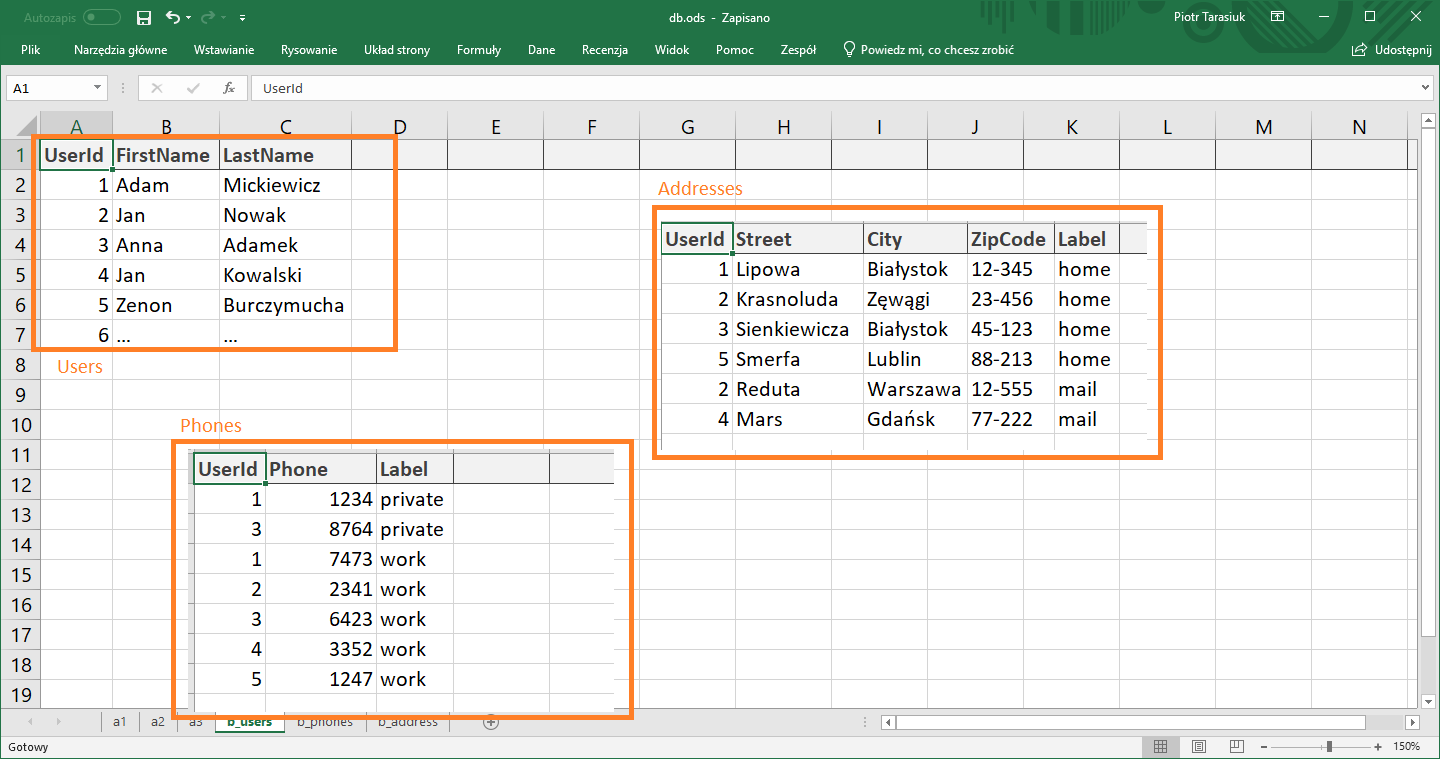 Autozapis
db.ods - Zapisano
Piotr Tarasiuk
Plik Narzędzia główne Wstawianie Rysowanie Układ strony Formuły Dane Recenzja Widok Pomoc Zespół Powiedz mi, co chcesz zrobić Udostępnij
A1 fx UserId
A B C D E F G H I J K L M N
1 UserId FirstName LastName
2 1 Adam Mickiewicz
3 2 Jan Nowak
4 3 Anna Adamek
5 4 Jan Kowalski
6 5 Zenon Burczymucha
7 6 ... ...
8 Users
9
10
11
12
13
14
15
16
17
18
19
Addresses
UserId Street City ZipCode Label
1 Lipowa Białystok 12-345 home
2 Krasnoluda Zęwągi 23-456 home
3 Sienkiewicza Białystok 45-123 home
5 Smerfa Lublin 88-213 home
2 Reduta Warszawa 12-555 mail
4 Mars Gdańsk 77-222 mail
Phones
UserId Phone Label
1 1234 private
3 8764 private
1 7473 work
2 2341 work
3 6423 work
4 3352 work
5 1247 work
a1 a2 a3 b_users b_phones b_address
Gotowy
150%